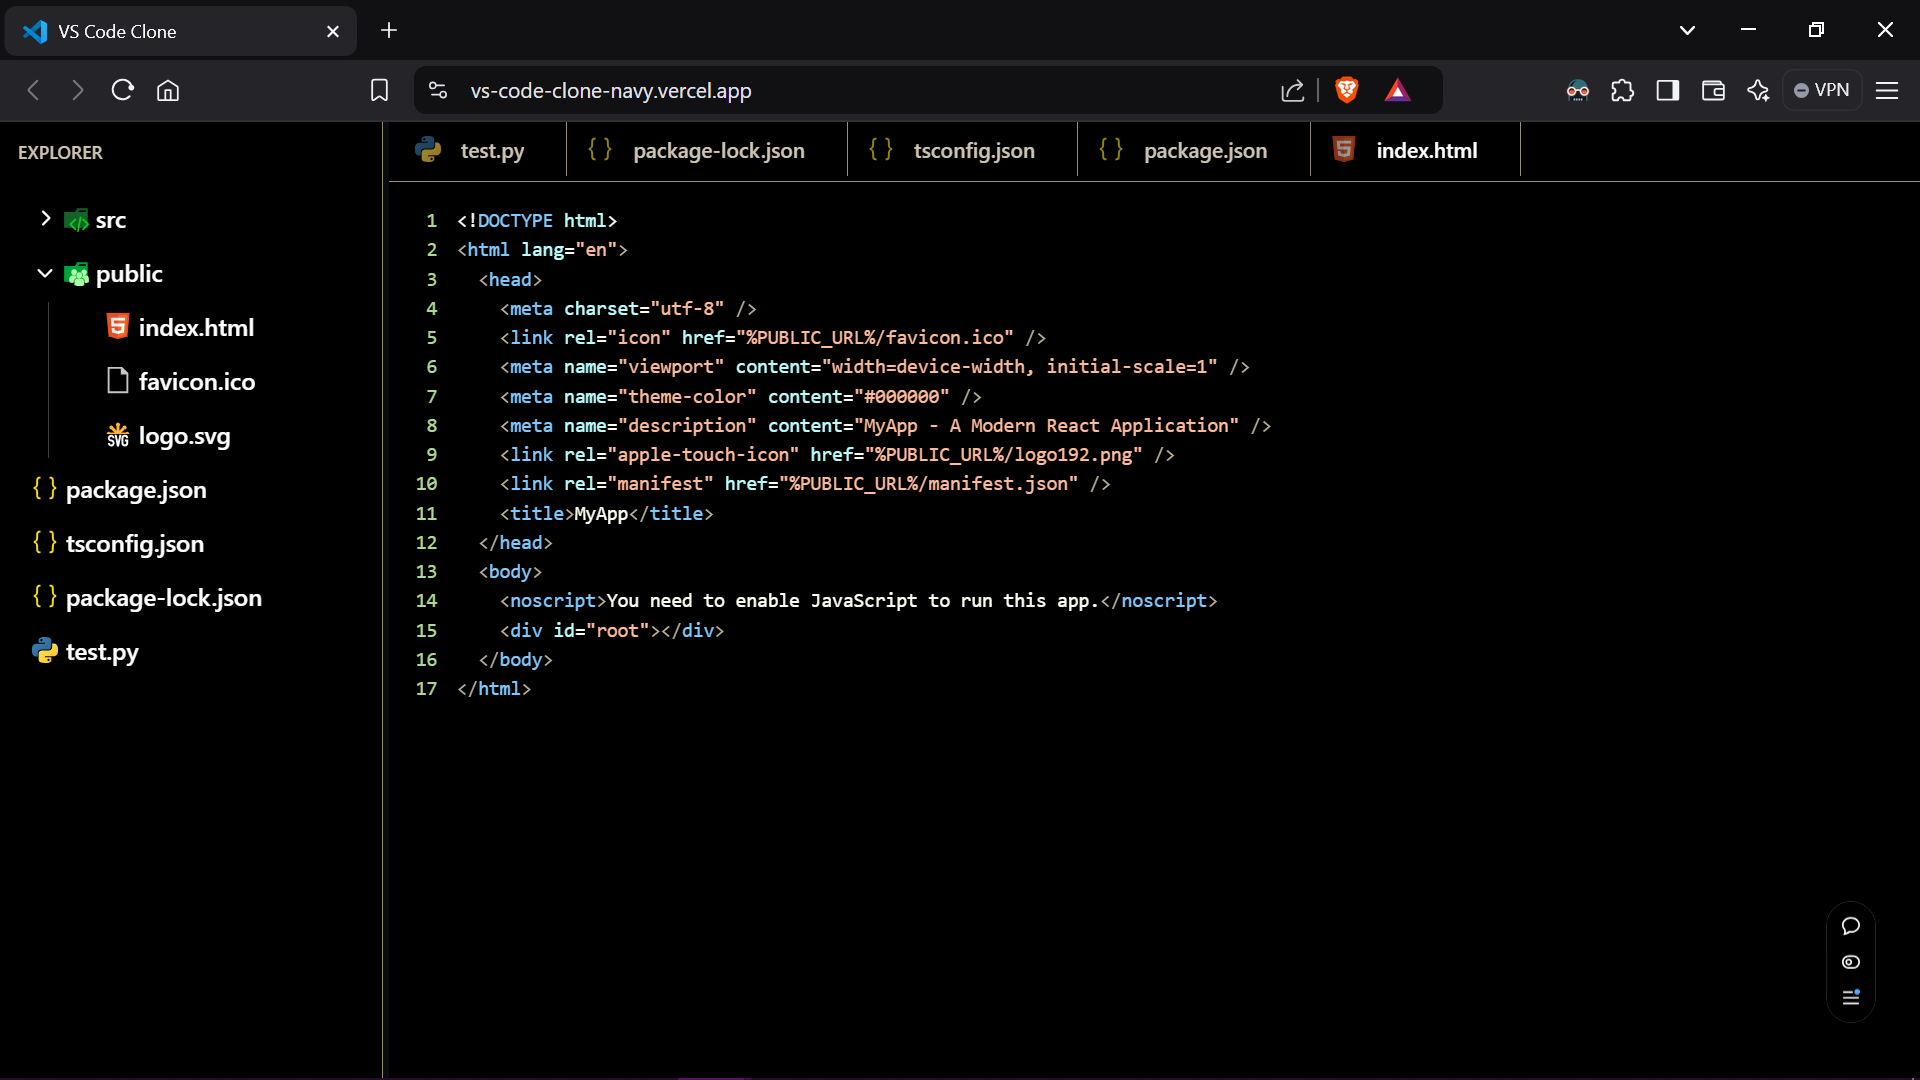 VS Code Clone
vs-code-clone-navy.vercel.app
VPN
EXPLORER
src
public
index.html
favicon.ico
SVG
logo.svg
{ } package.json
{ } tsconfig.json
{ } package-lock.json
test.py
test.py
{ } package-lock.json
{ } tsconfig.json
{ } package.json
5 index.html
1 <!DOCTYPE html>
2 <html lang="en">
3 <head>
4 <meta charset="utf-8" />
5 <link rel="icon" href="%PUBLIC_URL%/favicon.ico" />
6 <meta name="viewport" content="width=device-width, initial-scale=1" />
7 <meta name="theme-color" content="#000000" />
8 <meta name="description" content="MyApp - A Modern React Application" />
9 <link rel="apple-touch-icon" href="%PUBLIC_URL%/logo192.png" />
10 <link rel="manifest" href="%PUBLIC_URL%/manifest.json" />
11 <title>MyApp</title>
12 </head>
13 <body>
14 <noscript>You need to enable JavaScript to run this app.</noscript>
15 <div id="root"></div>
16 </body>
17 </html>